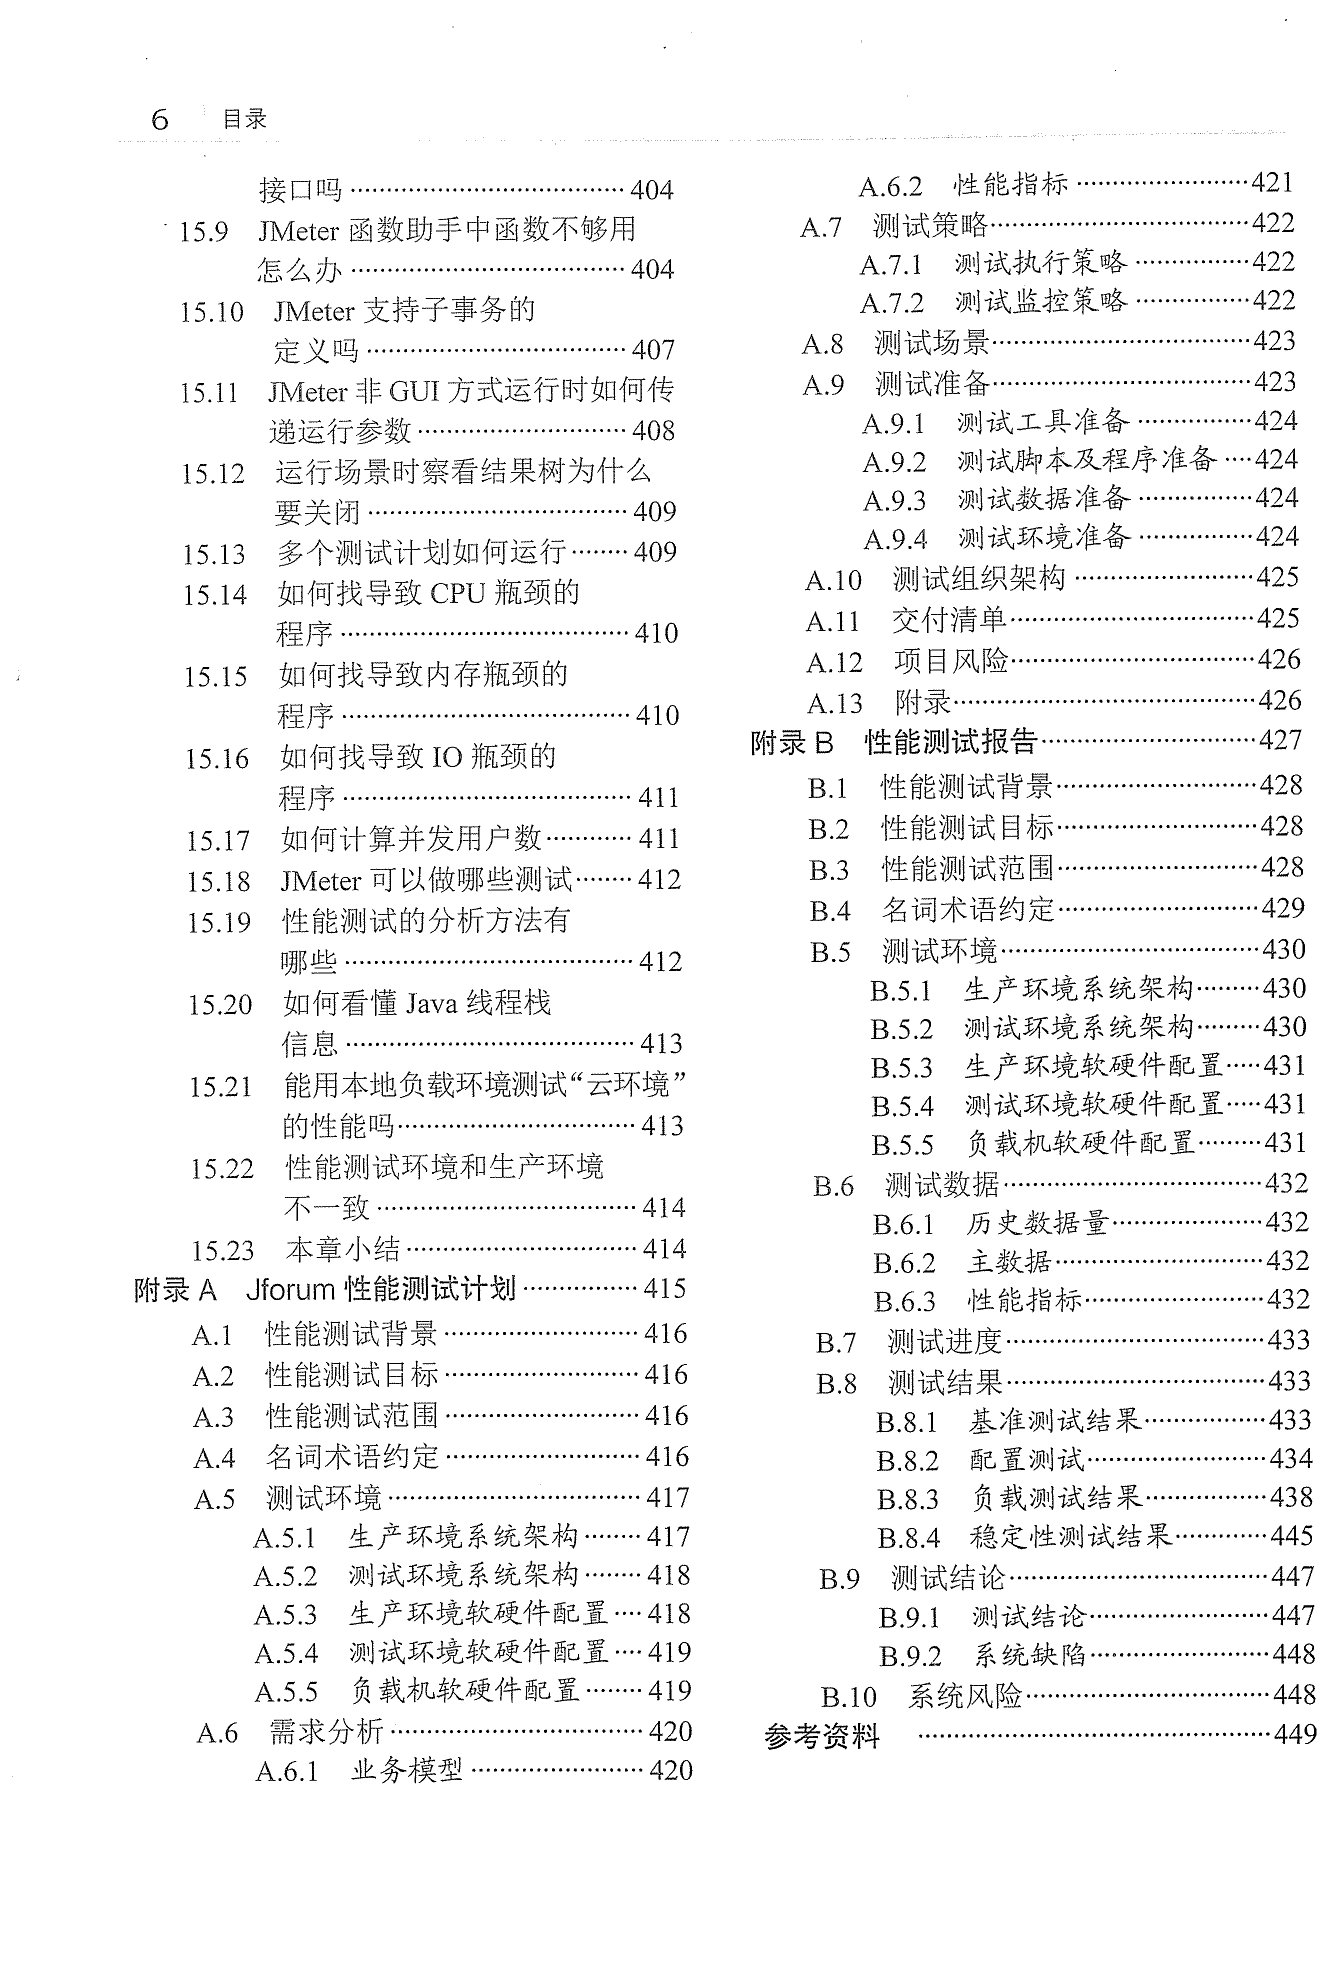 6 目录
接口吗 ································ 404
15.9 JMeter 函数助手中函数不够用
怎么办 ································ 404
15.10 JMeter 支持子事务的
定义吗 ······························ 407
15.11 JMeter 非 GUI 方式运行时如何传
递运行参数 ························ 408
15.12 运行场景时察看结果树为什么
要关闭 ······························ 409
15.13 多个测试计划如何运行 ········ 409
15.14 如何找导致 CPU 瓶颈的
程序 ·································· 410
15.15 如何找导致内存瓶颈的
程序 ·································· 410
15.16 如何找导致 IO 瓶颈的
程序 ·································· 411
15.17 如何计算并发用户数 ············ 411
15.18 JMeter 可以做哪些测试 ········ 412
15.19 性能测试的分析方法有
哪些 ·································· 412
15.20 如何看懂 Java 线程栈
信息 ·································· 413
15.21 能用本地负载环境测试“云环境”
的性能吗 ···························· 413
15.22 性能测试环境和生产环境
不一致 ······························ 414
15.23 本章小结 ···························· 414
附录 A Jforum 性能测试计划 ················ 415
A.1 性能测试背景 ························ 416
A.2 性能测试目标 ························ 416
A.3 性能测试范围 ························ 416
A.4 名词术语约定 ························ 416
A.5 测试环境 ······························ 417
A.5.1 生产环境系统架构 ········ 417
A.5.2 测试环境系统架构 ········ 418
A.5.3 生产环境软硬件配置 ···· 418
A.5.4 测试环境软硬件配置 ···· 419
A.5.5 负载机软硬件配置 ········ 419
A.6 需求分析 ······························ 420
A.6.1 业务模型 ······················ 420
A.6.2 性能指标 ······················ 421
A.7 测试策略 ······························ 422
A.7.1 测试执行策略 ················ 422
A.7.2 测试监控策略 ················ 422
A.8 测试场景 ······························ 423
A.9 测试准备 ······························ 423
A.9.1 测试工具准备 ················ 424
A.9.2 测试脚本及程序准备 ···· 424
A.9.3 测试数据准备 ················ 424
A.9.4 测试环境准备 ················ 424
A.10 测试组织架构 ······················ 425
A.11 交付清单 ···························· 425
A.12 项目风险 ···························· 426
A.13 附录 ·································· 426
附录 B 性能测试报告 ···························· 427
B.1 性能测试背景 ························ 428
B.2 性能测试目标 ························ 428
B.3 性能测试范围 ························ 428
B.4 名词术语约定 ························ 429
B.5 测试环境 ······························ 430
B.5.1 生产环境系统架构 ········ 430
B.5.2 测试环境系统架构 ········ 430
B.5.3 生产环境软硬件配置 ····· 431
B.5.4 测试环境软硬件配置 ····· 431
B.5.5 负载机软硬件配置 ········ 431
B.6 测试数据 ······························ 432
B.6.1 历史数据量 ··················· 432
B.6.2 主数据 ························· 432
B.6.3 性能指标 ······················ 432
B.7 测试进度 ······························ 433
B.8 测试结果 ······························ 433
B.8.1 基准测试结果 ················ 433
B.8.2 配置测试 ······················ 434
B.8.3 负载测试结果 ················ 438
B.8.4 稳定性测试结果 ············ 445
B.9 测试结论 ······························ 447
B.9.1 测试结论 ······················ 447
B.9.2 系统缺陷 ······················ 448
B.10 系统风险 ···························· 448
参考资料 ············································ 449